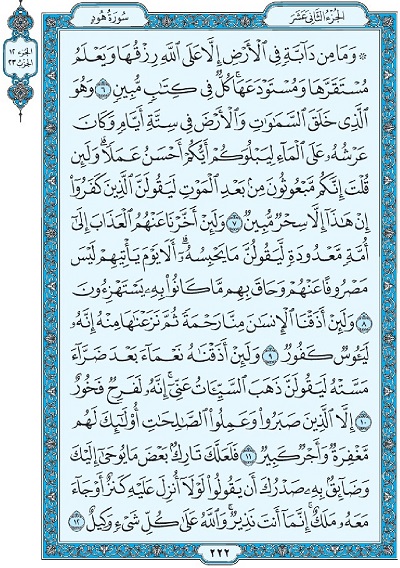 الجزء الثاني عشر
سورة هود
الجزء ١٢
الحزب ٢٣
۞ وَمَا مِن دَآبَّةٍ فِي ٱلْأَرْضِ إِلَّا عَلَى ٱللَّهِ رِزْقُهَا وَيَعْلَمُ
مُسْتَقَرَّهَا وَمُسْتَوْدَعَهَا ۚ كُلٌّ فِي كِتَٰبٍ مُّبِينٍ ٦ وَهُوَ
ٱلَّذِي خَلَقَ ٱلسَّمَٰوَٰتِ وَٱلْأَرْضَ فِي سِتَّةِ أَيَّامٍ وَكَانَ
عَرْشُهُۥ عَلَى ٱلْمَآءِ لِيَبْلُوَكُمْ أَيُّكُمْ أَحْسَنُ عَمَلًا ۗ وَلَئِن
قُلْتَ إِنَّكُم مَّبْعُوثُونَ مِنۢ بَعْدِ ٱلْمَوْتِ لَيَقُولَنَّ ٱلَّذِينَ كَفَرُوٓا۟
إِنْ هَٰذَآ إِلَّا سِحْرٌ مُّبِينٌ ٧ وَلَئِنْ أَخَّرْنَا عَنْهُمُ ٱلْعَذَابَ إِلَىٰٓ
أُمَّةٍ مَّعْدُودَةٍ لَّيَقُولُنَّ مَا يَحْبِسُهُۥٓ ۗ أَلَا يَوْمَ يَأْتِيهِمْ لَيْسَ
مَصْرُوفًا عَنْهُمْ وَحَاقَ بِهِم مَّا كَانُوا۟ بِهِۦ يَسْتَهْزِءُونَ
٨ وَلَئِنْ أَذَقْنَا ٱلْإِنسَٰنَ مِنَّا رَحْمَةً ثُمَّ نَزَعْنَٰهَا مِنْهُ إِنَّهُۥ
لَيَـُٔوسٌ كَفُورٌ ٩ وَلَئِنْ أَذَقْنَٰهُ نَعْمَآءَ بَعْدَ ضَرَّآءَ
مَسَّتْهُ لَيَقُولَنَّ ذَهَبَ ٱلسَّيِّـَٔاتُ عَنِّيٓ ۚ إِنَّهُۥ لَفَرِحٌ فَخُورٌ
١٠ إِلَّا ٱلَّذِينَ صَبَرُوا۟ وَعَمِلُوا۟ ٱلصَّٰلِحَٰتِ أُو۟لَٰٓئِكَ لَهُم
مَّغْفِرَةٌ وَأَجْرٌ كَبِيرٌ ١١ فَلَعَلَّكَ تَارِكٌۢ بَعْضَ مَا يُوحَىٰٓ إِلَيْكَ
وَضَآئِقٌۢ بِهِۦ صَدْرُكَ أَن يَقُولُوا۟ لَوْلَآ أُنزِلَ عَلَيْهِ كَنزٌ أَوْ جَآءَ
مَعَهُۥ مَلَكٌ ۚ إِنَّمَآ أَنتَ نَذِيرٌ ۚ وَٱللَّهُ عَلَىٰ كُلِّ شَيْءٍ وَكِيلٌ ١٢
٢٢٢